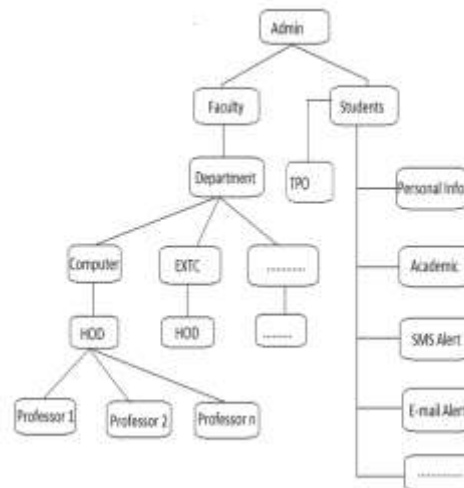 Admin
Faculty
Students
Department
TPO
Personal Info
Computer
EXTC
............
Academic
HOD
HOD
........
SMS Alert
Professor 1
Professor 2
Professor n
E-mail Alert
............